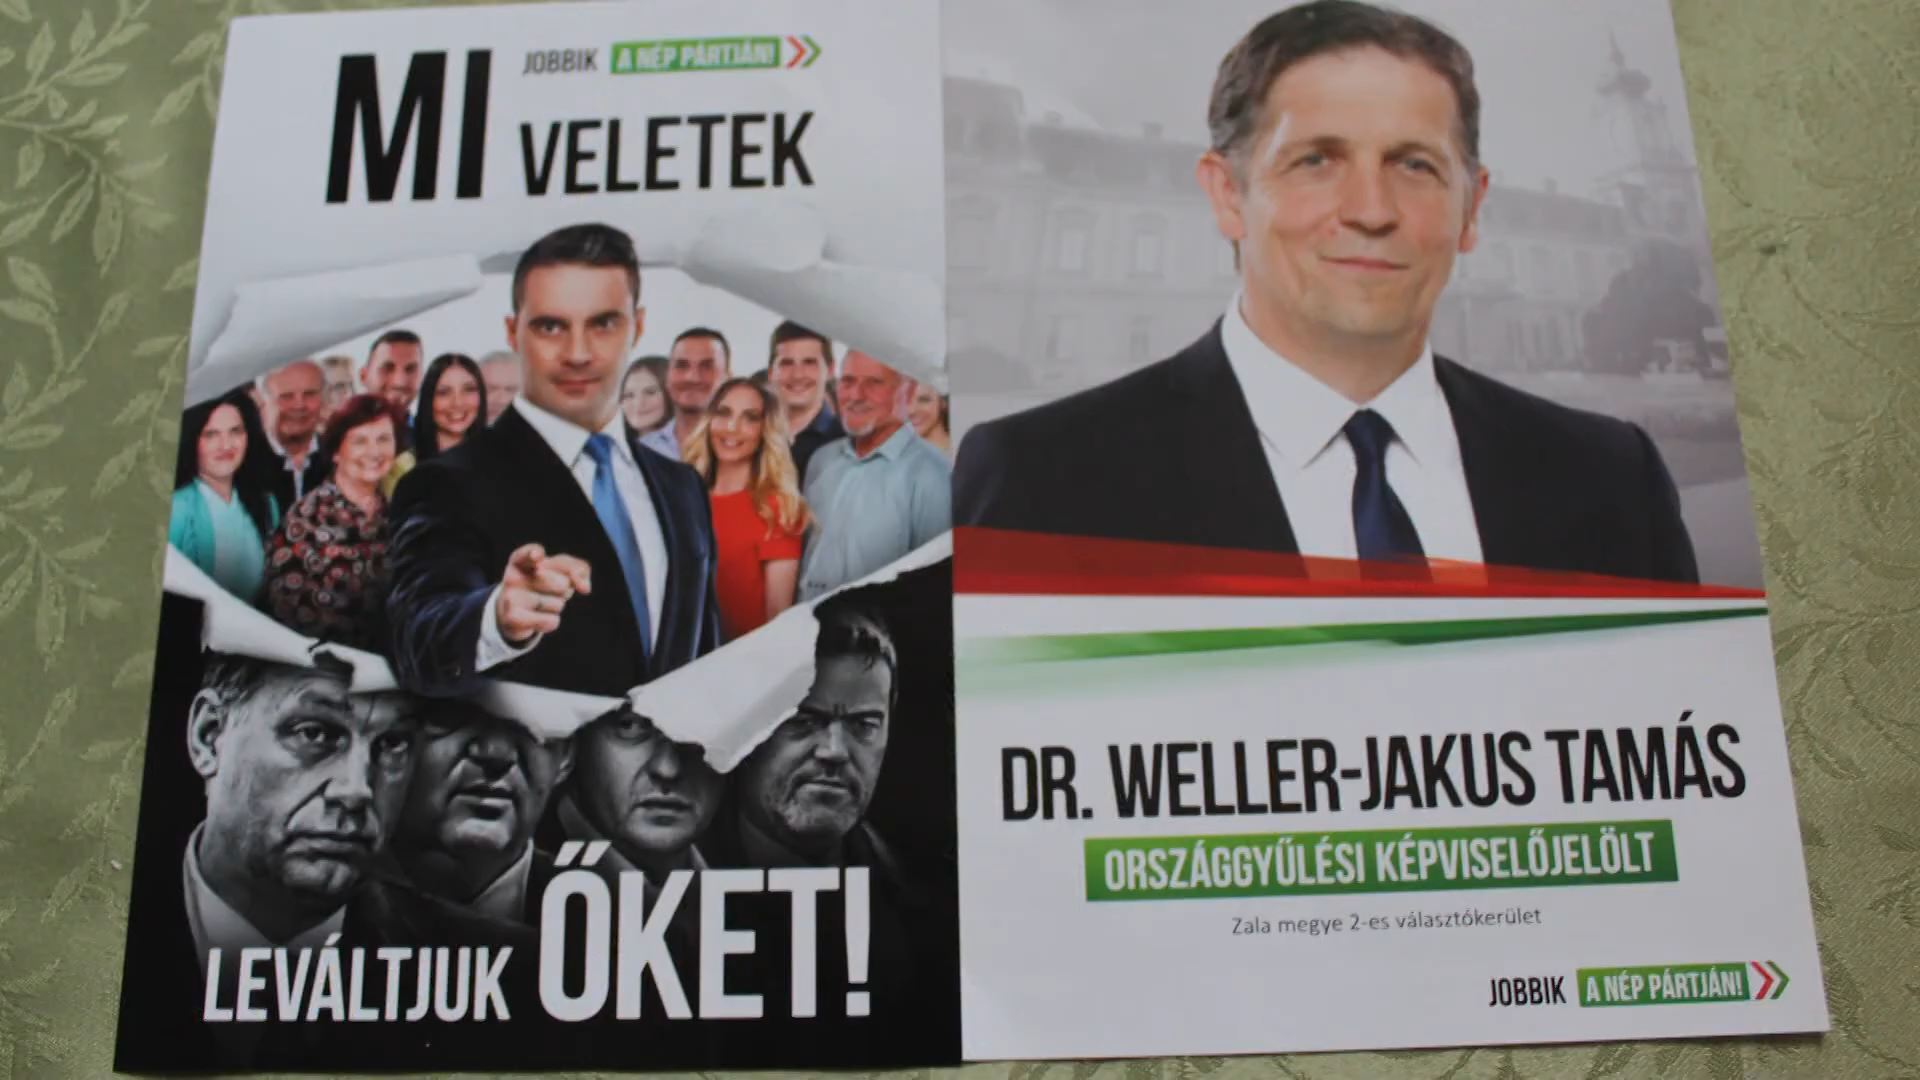 MI
JOBBIK A NÉP PÁRTJÁN!
VELETEK
LEVÁLTJUK ŐKET!
DR. WELLER-JAKUS TAMÁS
ORSZÁGGYŰLÉSI KÉPVISELŐJELÖLT
Zala megye 2-es választókerület
JOBBIK A NÉP PÁRTJÁN!